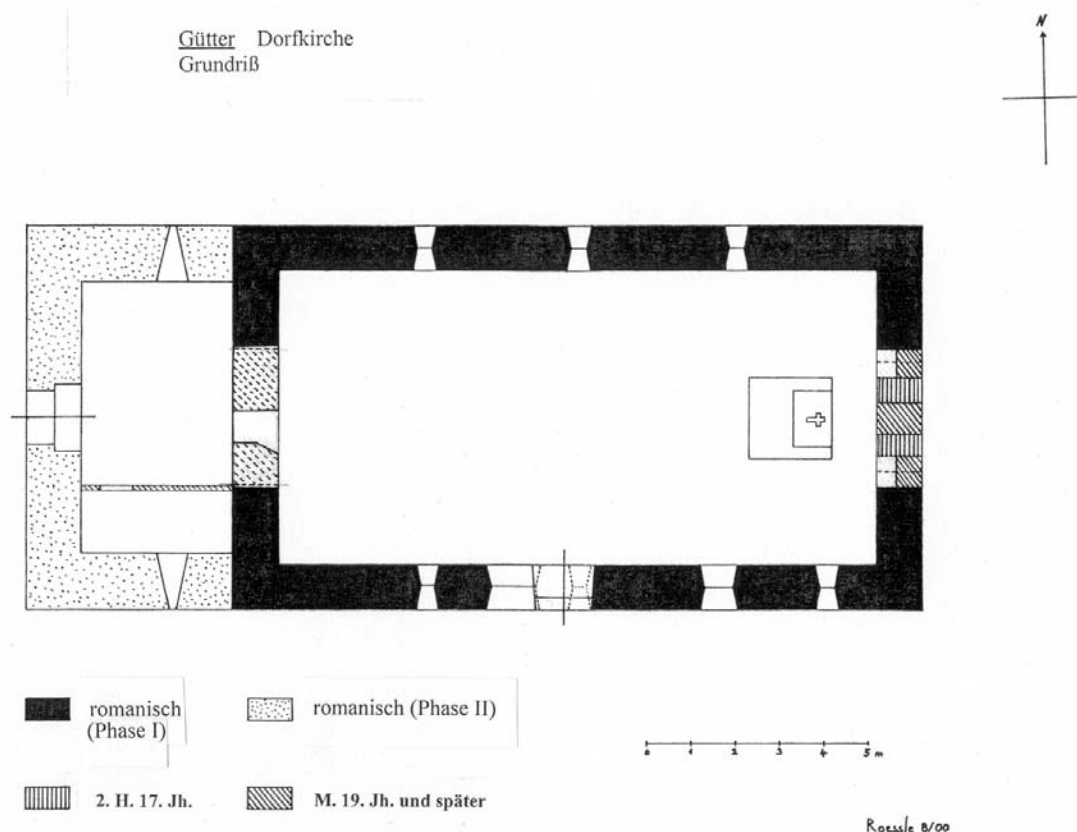 Gütter Dorfkirche
Grundriß
N
romanisch
(Phase I)
romanisch (Phase II)
0 1 2 3 4 5 m
2. H. 17. Jh.
M. 19. Jh. und später
Roessle 8/00